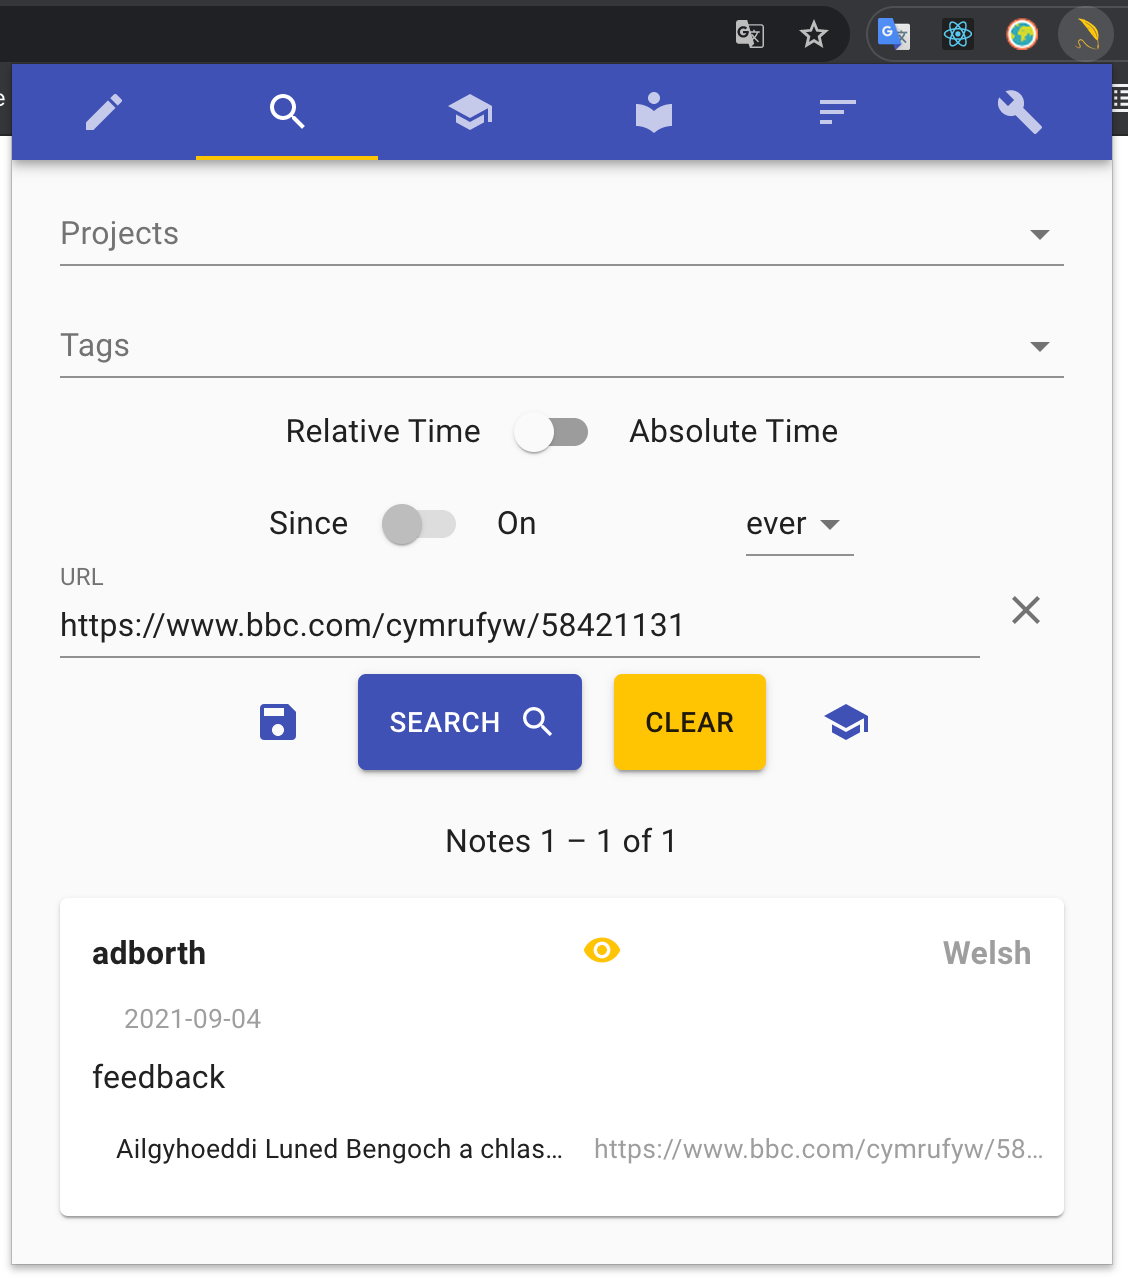 Projects
Tags
Relative Time Absolute Time
Since On ever
URL
https://www.bbc.com/cymrufyw/58421131
SEARCH CLEAR
Notes 1 – 1 of 1
adborth Welsh
2021-09-04
feedback
Ailgyhoeddi Luned Bengoch a chlas… https://www.bbc.com/cymrufyw/58…